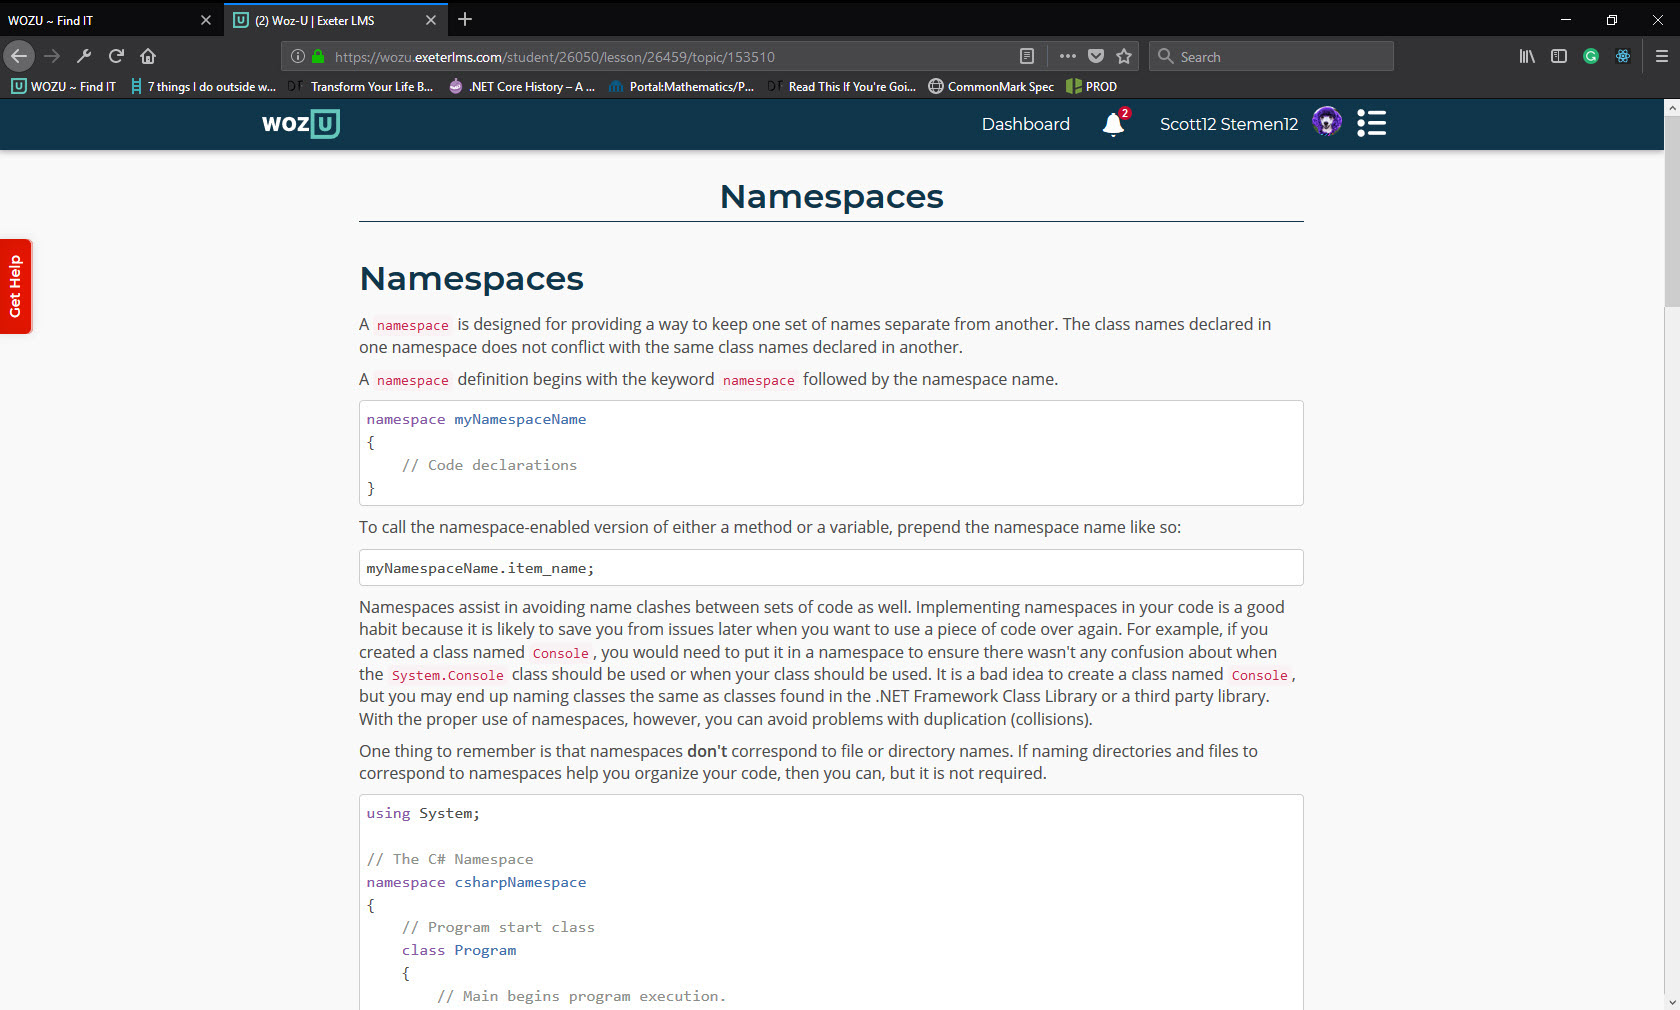 WOZU ~ Find IT
(2) Woz-U | Exeter LMS
https://wozu.exeterlms.com/student/26050/lesson/26459/topic/153510
Search
WOZU ~ Find IT
7 things I do outside w...
Transform Your Life B...
.NET Core History – A ...
Portal:Mathematics/P...
Read This If You're Goi...
CommonMark Spec
PROD
WOZ U
Dashboard
2
Scott12 Stemen12
Get Help
Namespaces
Namespaces
A namespace is designed for providing a way to keep one set of names separate from another. The class names declared in
one namespace does not conflict with the same class names declared in another.
A namespace definition begins with the keyword namespace followed by the namespace name.
namespace myNamespaceName
{
// Code declarations
}
To call the namespace-enabled version of either a method or a variable, prepend the namespace name like so:
myNamespaceName.item_name;
Namespaces assist in avoiding name clashes between sets of code as well. Implementing namespaces in your code is a good
habit because it is likely to save you from issues later when you want to use a piece of code over again. For example, if you
created a class named Console, you would need to put it in a namespace to ensure there wasn't any confusion about when
the System.Console class should be used or when your class should be used. It is a bad idea to create a class named Console,
but you may end up naming classes the same as classes found in the .NET Framework Class Library or a third party library.
With the proper use of namespaces, however, you can avoid problems with duplication (collisions).
One thing to remember is that namespaces don't correspond to file or directory names. If naming directories and files to
correspond to namespaces help you organize your code, then you can, but it is not required.
using System;
// The C# Namespace
namespace csharpNamespace
{
// Program start class
class Program
{
// Main begins program execution.